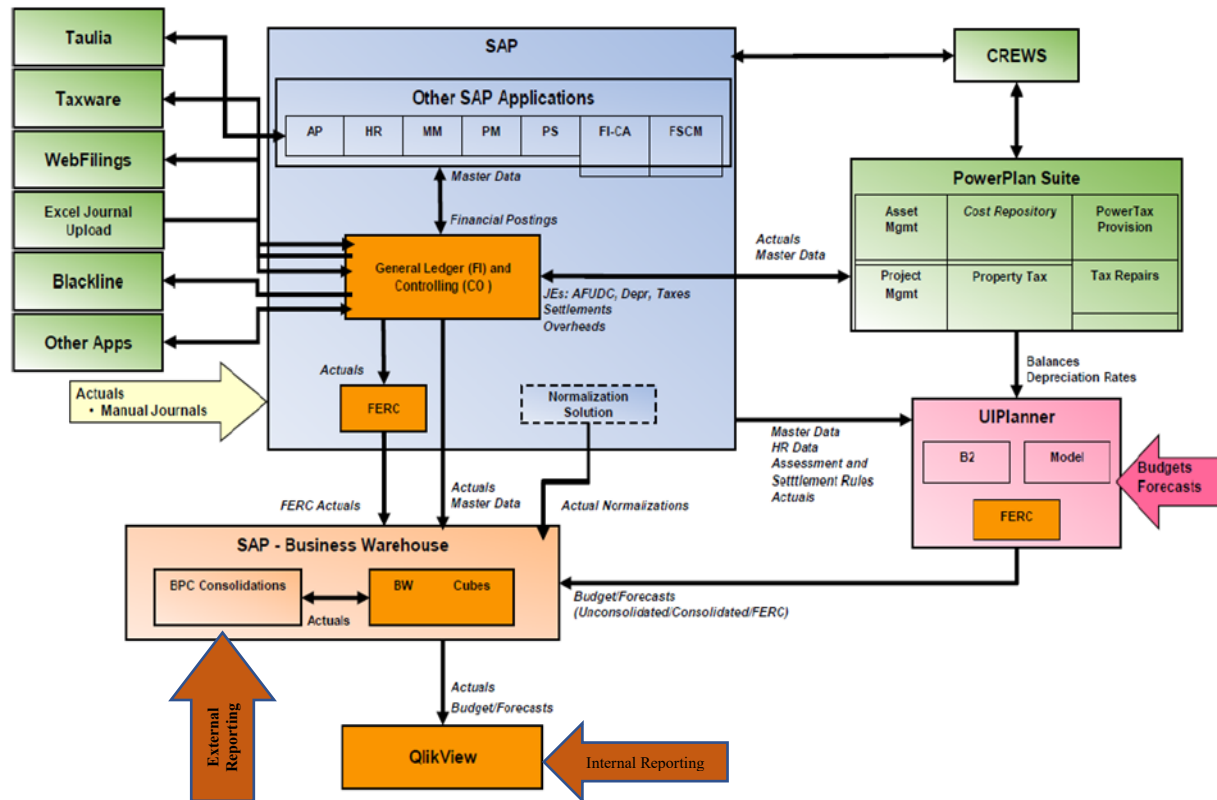 Taulia
Taxware
WebFilings
Excel Journal
Upload
Blackline
Other Apps
Actuals
• Manual Journals
SAP
Other SAP Applications
AP HR MM PM PS FI-CA FSCM
Master Data
Financial Postings
General Ledger (FI) and
Controlling (CO )
JEs: AFUDC, Depr, Taxes
Settlements
Overheads
Actuals
FERC
Normalization
Solution
Actuals
Master Data
CREWS
PowerPlan Suite
Asset
Mgmt
Cost Repository
PowerTax
Provision
Project
Mgmt
Property Tax
Tax Repairs
Balances
Depreciation Rates
Master Data
HR Data
Assessment and
Setttlement Rules
Actuais
UIPlanner
B2
Model
FERC
Budgets
Forecasts
FERC Actuals
Actuals
Master Data
Actual Normalizations
SAP - Business Warehouse
BPC Consolidations
Actuals
BW Cubes
Budget/Forecasts
(Unconsolidated/Consolidated/FERC)
External
Reporting
Actuals
Budget/Forecasts
QlikView
Internal Reporting